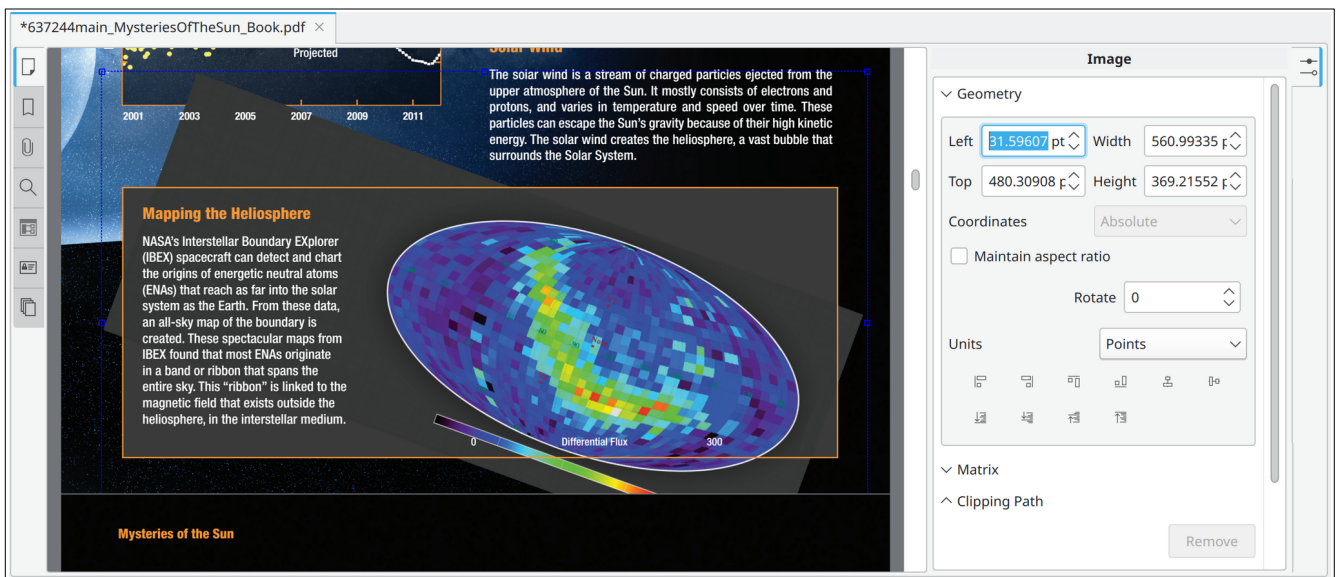 *637244main_MysteriesOfTheSun_Book.pdf
Projected
2001 2003 2005 2007 2009 2011
Solar Wind
The solar wind is a stream of charged particles ejected from the
upper atmosphere of the Sun. It mostly consists of electrons and
protons, and varies in temperature and speed over time. These
particles can escape the Sun's gravity because of their high kinetic
energy. The solar wind creates the heliosphere, a vast bubble that
surrounds the Solar System.
Mapping the Heliosphere
NASA's Interstellar Boundary EXplorer
(IBEX) spacecraft can detect and chart
the origins of energetic neutral atoms
(ENAs) that reach as far into the solar
system as the Earth. From these data,
an all-sky map of the boundary is
created. These spectacular maps from
IBEX found that most ENAs originate
in a band or ribbon that spans the
entire sky. This “ribbon” is linked to the
magnetic field that exists outside the
heliosphere, in the interstellar medium.
0 Differential Flux 300
Mysteries of the Sun
Image
Geometry
Left 31.59607 pt Width 560.99335 p
Top 480.30908 p Height 369.21552 p
Coordinates Absolute
Maintain aspect ratio
Rotate 0
Units Points
Matrix
Clipping Path
Remove